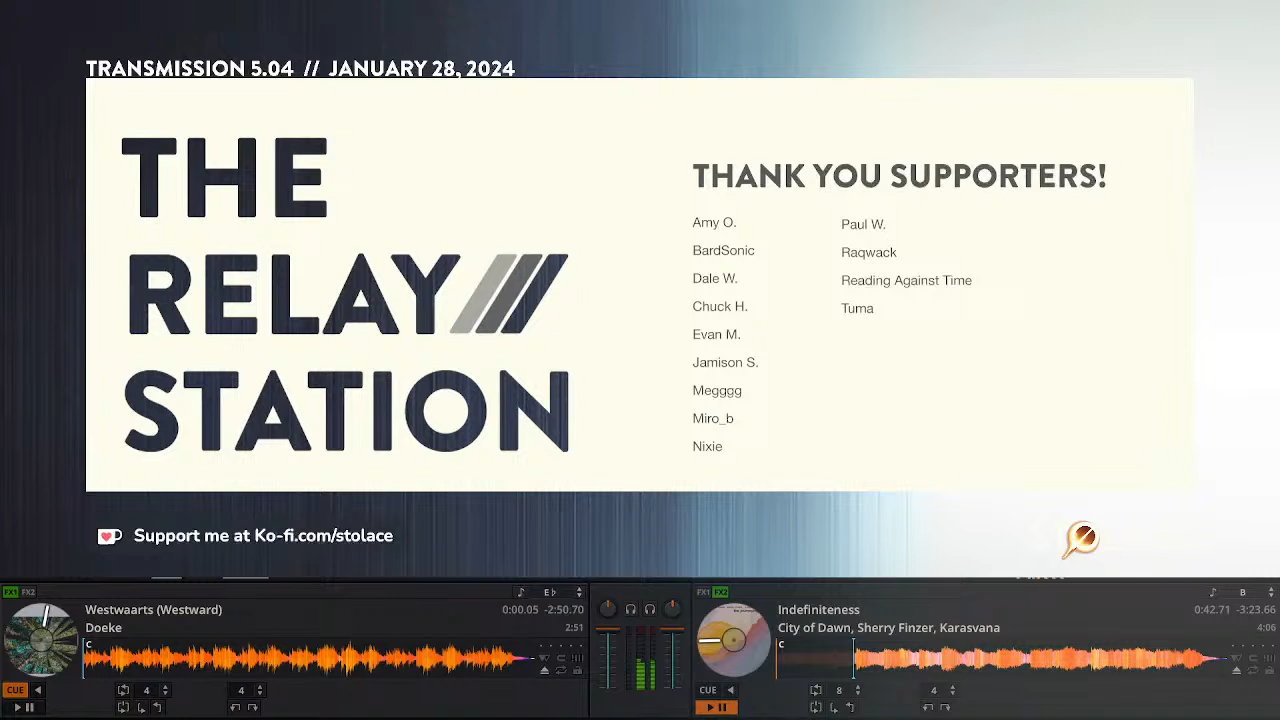 TRANSMISSION 5.04 // JANUARY 28, 2024
THE
RELAY
STATION
THANK YOU SUPPORTERS!
Amy O.
BardSonic
Dale W.
Chuck H.
Evan M.
Jamison S.
Megggg
Miro_b
Nixie
Paul W.
Raqwack
Reading Against Time
Tuma
Support me at Ko-fi.com/stolace
FX1 FX2
E♭
Westwaarts (Westward)
0:00.05 -2:50.70
Doeke
2:51
C
CUE
4
4
FX1 FX2
B
Indefiniteness
0:42.71 -3:23.66
City of Dawn, Sherry Finzer, Karasvana
4:06
C
CUE
8
4